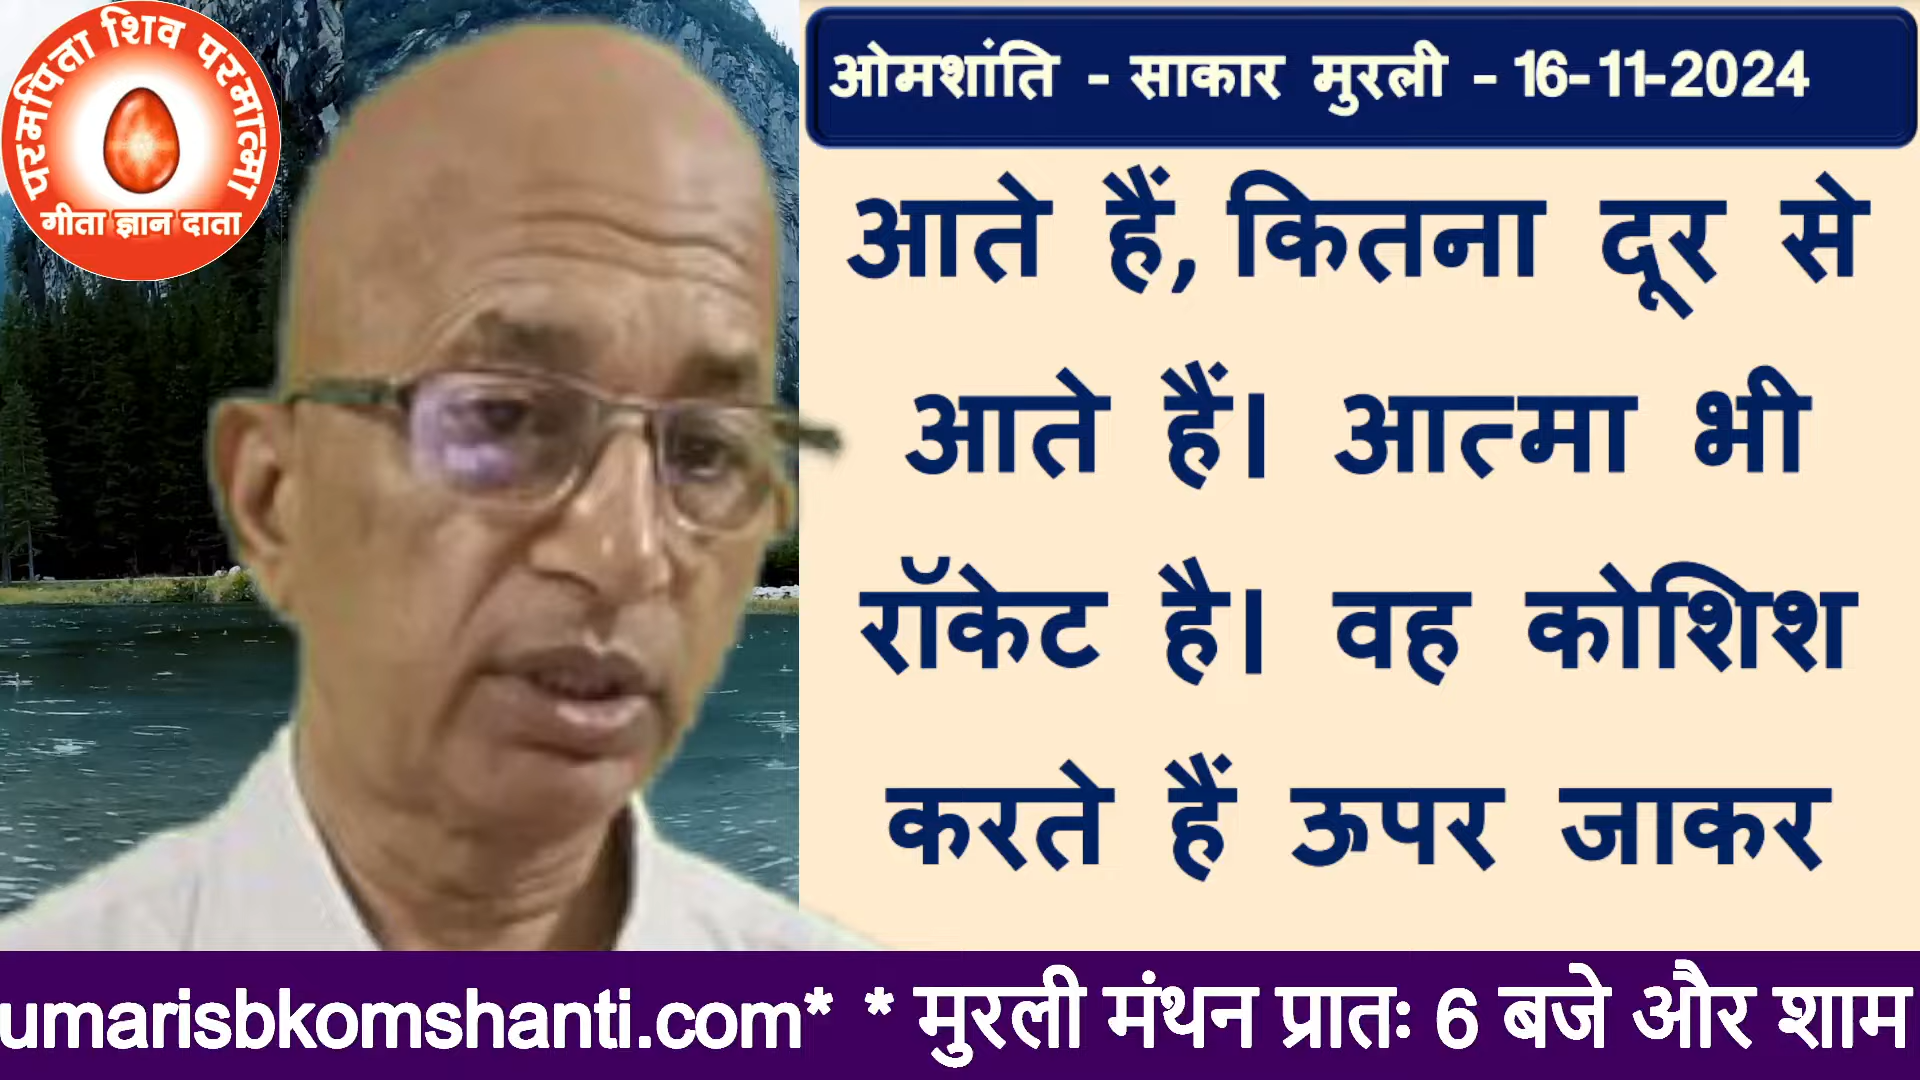 परमपिता शिव परमात्मा
गीता ज्ञान दाता
ओमशांति - साकार मुरली - 16-11-2024
आते हैं, कितना दूर से
आते हैं। आत्मा भी
रॉकेट है। वह कोशिश
करते हैं ऊपर जाकर
umarisbkomshanti.com* * मुरली मंथन प्रातः 6 बजे और शाम